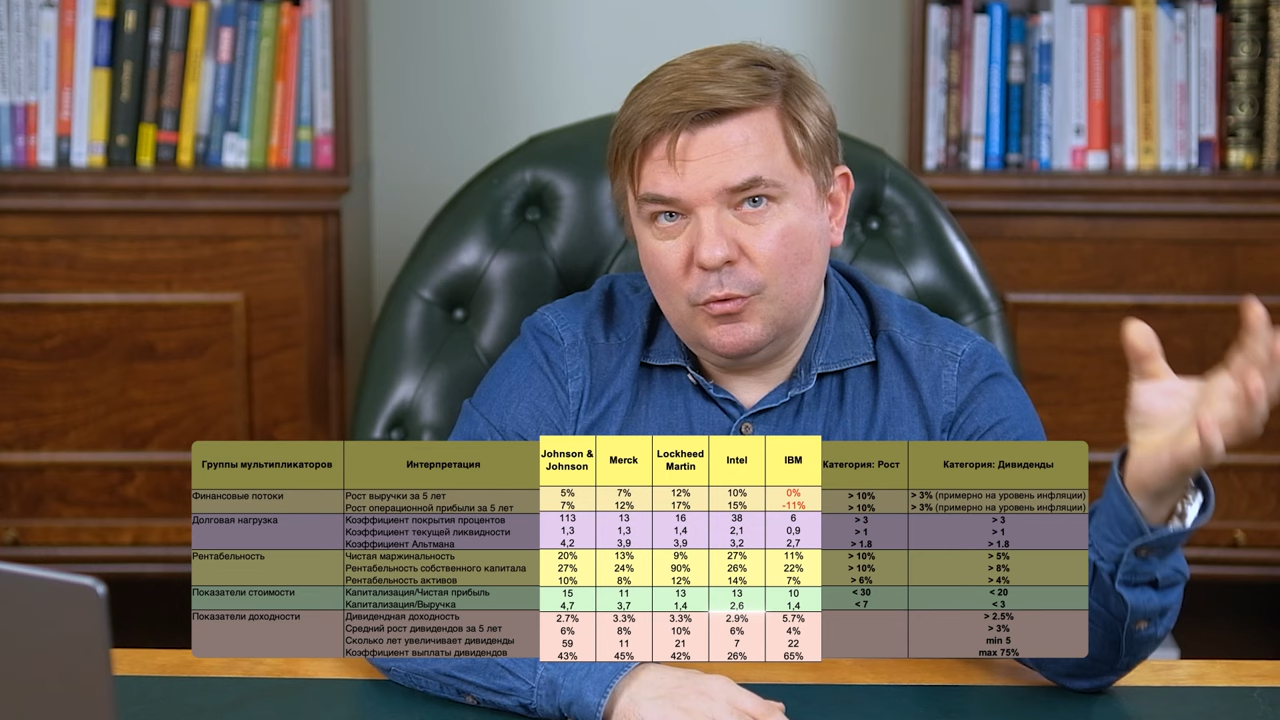 Группы мультипликаторов Интерпретация Johnson & Johnson Merck Lockheed Martin Intel IBM Категория: Рост Категория: Дивиденды
Финансовые потоки Рост выручки за 5 лет 5% 7% 12% 10% 0% > 10% > 3% (примерно на уровень инфляции)
Рост операционной прибыли за 5 лет 7% 12% 17% 15% -11% > 10% > 3% (примерно на уровень инфляции)
Долговая нагрузка Коэффициент покрытия процентов 113 13 16 38 6 > 3 > 3
Коэффициент текущей ликвидности 1,3 1,3 1,4 2,1 0,9 > 1 > 1
Коэффициент Альтмана 4,2 3,9 3,9 3,2 2,7 > 1.8 > 1.8
Рентабельность Чистая маржинальность 20% 13% 9% 27% 11% > 10% > 5%
Рентабельность собственного капитала 27% 24% 90% 26% 22% > 10% > 8%
Рентабельность активов 10% 8% 12% 14% 7% > 6% > 4%
Показатели стоимости Капитализация/Чистая прибыль 15 11 13 13 10 < 30 < 20
Капитализация/Выручка 4,7 3,7 1,4 2,6 1,4 < 7 < 3
Показатели доходности Дивидендная доходность 2.7% 3.3% 3.3% 2.9% 5.7% > 2.5%
Средний рост дивидендов за 5 лет 6% 8% 10% 6% 4% > 3%
Сколько лет увеличивает дивиденды 59 11 21 7 22 min 5
Коэффициент выплаты дивидендов 43% 45% 42% 26% 65% max 75%